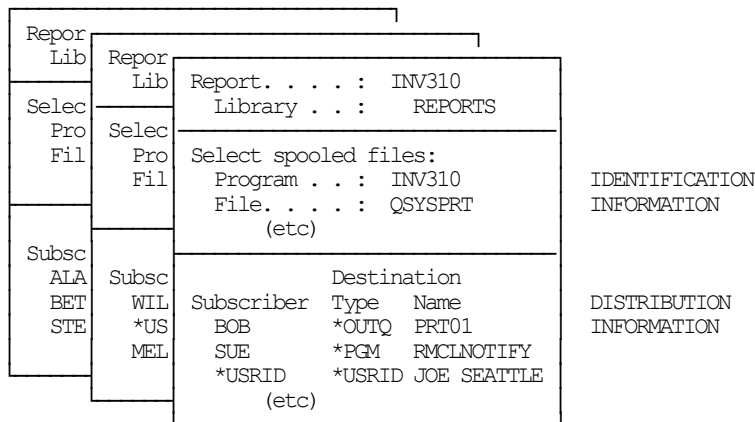 Repor
Lib
Selec
Pro
Fil
Subsc
ALA
BET
STE
Repor
Lib
Selec
Pro
Fil
Subsc
WIL
*US
MEL
Report. . . . : INV310
Library . . : REPORTS
Select spooled files:
Program . . : INV310
File. . . . : QSYSPRT
(etc)
Destination
Subscriber Type Name
BOB *OUTQ PRT01
SUE *PGM RMCLNOTIFY
*USRID *USRID JOE SEATTLE
(etc)
IDENTIFICATION
INFORMATION
DISTRIBUTION
INFORMATION